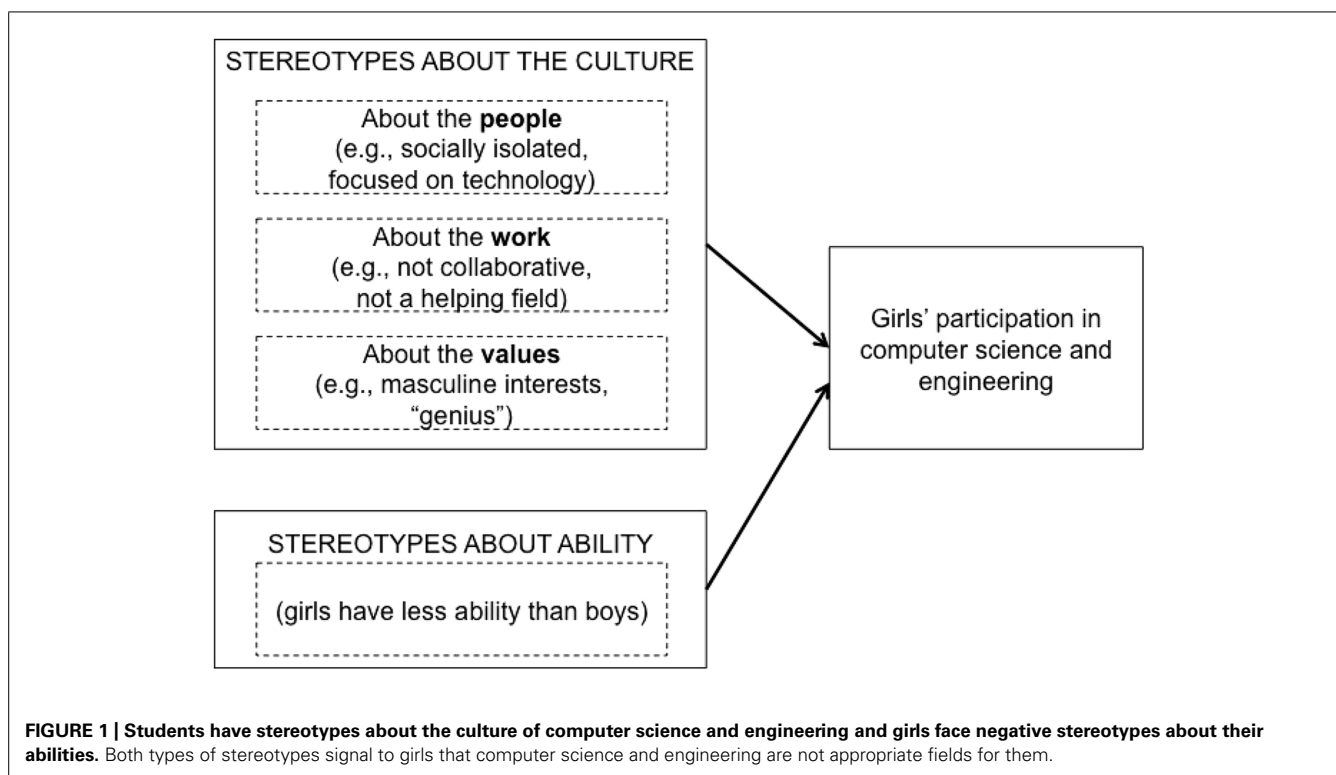 STEREOTYPES ABOUT THE CULTURE
About the people
(e.g., socially isolated,
focused on technology)
About the work
(e.g., not collaborative,
not a helping field)
About the values
(e.g., masculine interests,
“genius”)
Girls’ participation in
computer science and
engineering
STEREOTYPES ABOUT ABILITY
(girls have less ability than boys)
FIGURE 1 | Students have stereotypes about the culture of computer science and engineering and girls face negative stereotypes about their
abilities. Both types of stereotypes signal to girls that computer science and engineering are not appropriate fields for them.